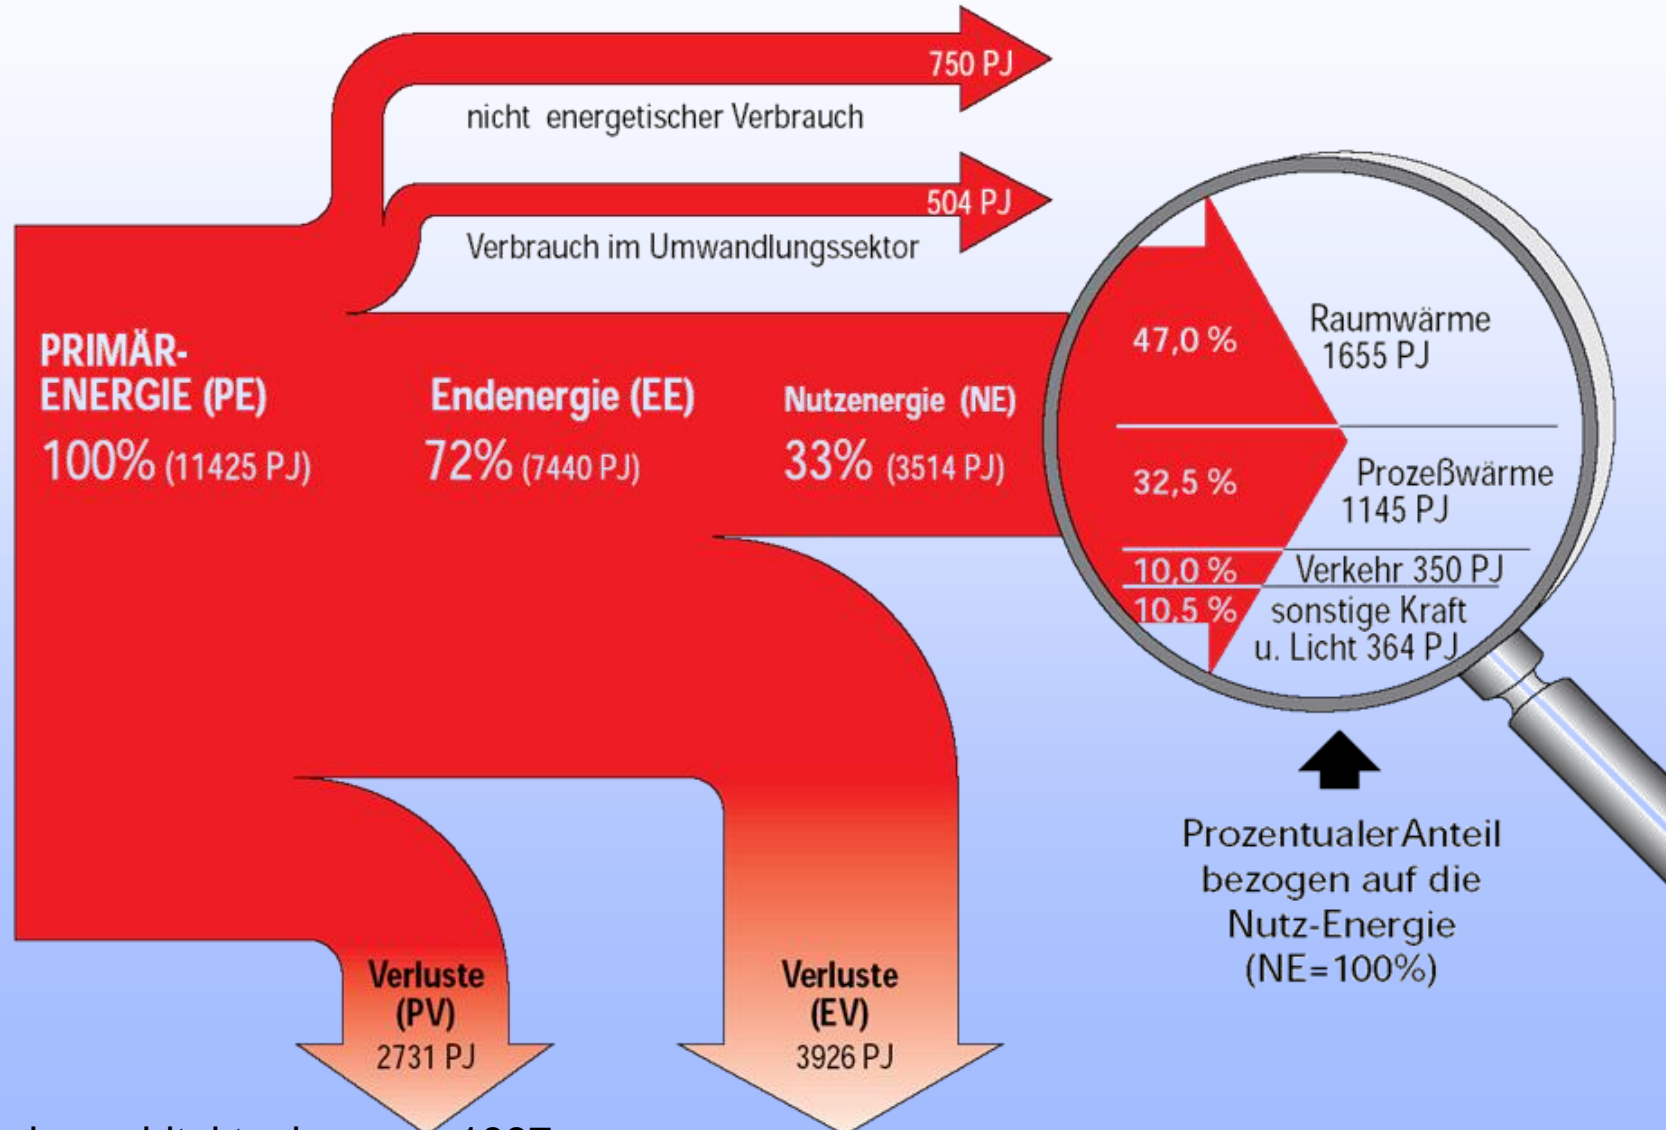 750 PJ
nicht energetischer Verbrauch
504 PJ
Verbrauch im Umwandlungssektor
PRIMÄR-
ENERGIE (PE)
100% (11425 PJ)
Endenergie (EE)
72% (7440 PJ)
Nutzenergie (NE)
33% (3514 PJ)
47,0 %
Raumwärme
1655 PJ
32,5 %
Prozeßwärme
1145 PJ
10,0 %
Verkehr 350 PJ
10,5 %
sonstige Kraft
u. Licht 364 PJ
ProzentualerAnteil
bezogen auf die
Nutz-Energie
(NE=100%)
Verluste
(PV)
2731 PJ
Verluste
(EV)
3926 PJ